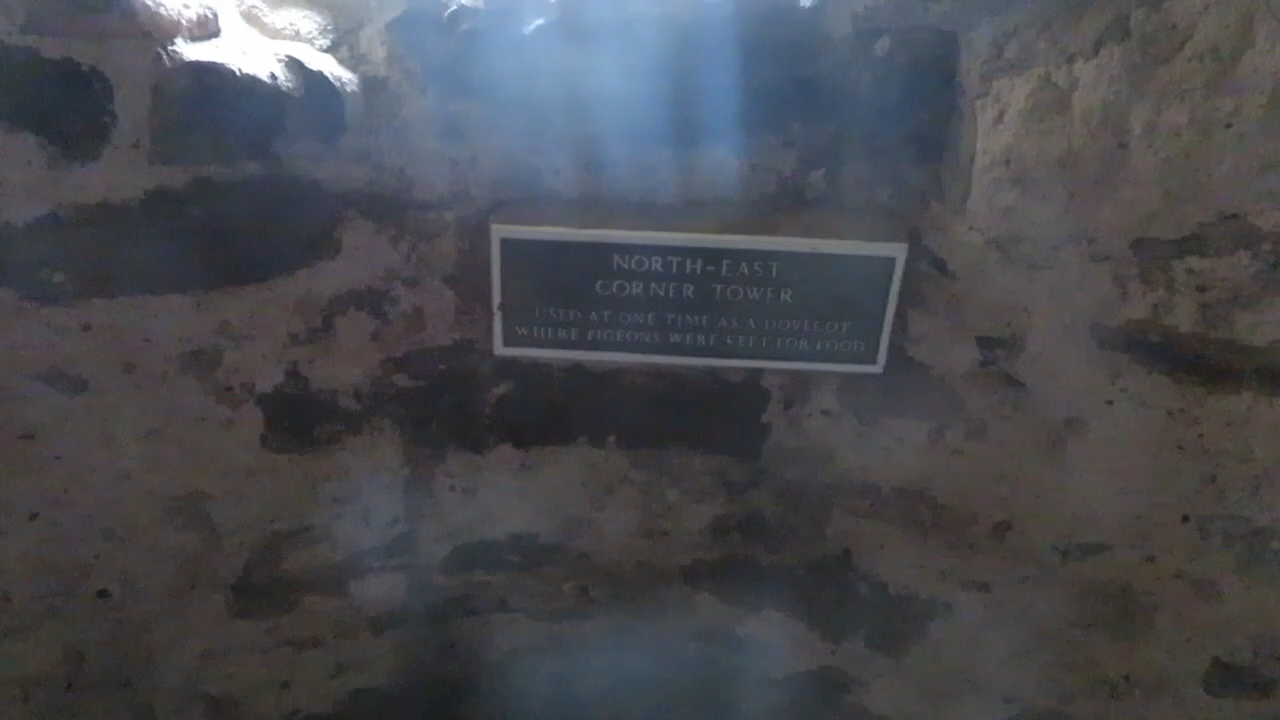 NORTH-EAST
CORNER TOWER
USED AT ONE TIME AS A DOVECOT
WHERE PIGEONS WERE KEPT FOR FOOD